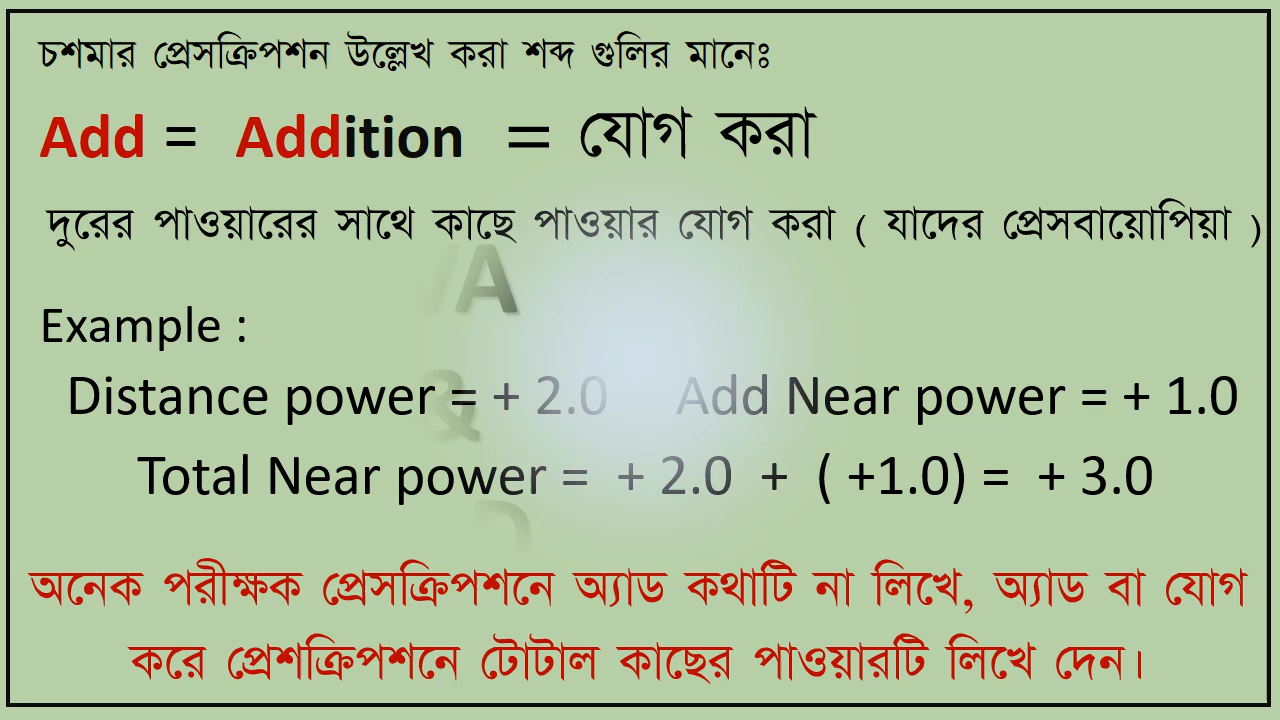 চশমার প্রেসক্রিপশন উল্লেখ করা শব্দ গুলির মানেঃ
Add = Addition = যোগ করা
দুরের পাওয়ারের সাথে কাছে পাওয়ার যোগ করা ( যাদের প্রেসবায়োপিয়া )
VA
Example :
Distance power = + 2.0 Add Near power = + 1.0
&
Total Near power = + 2.0 + ( +1.0) = + 3.0
D
অনেক পরীক্ষক প্রেসক্রিপশনে অ্যাড কথাটি না লিখে, অ্যাড বা যোগ
করে প্রেশক্রিপশনে টোটাল কাছের পাওয়ারটি লিখে দেন।